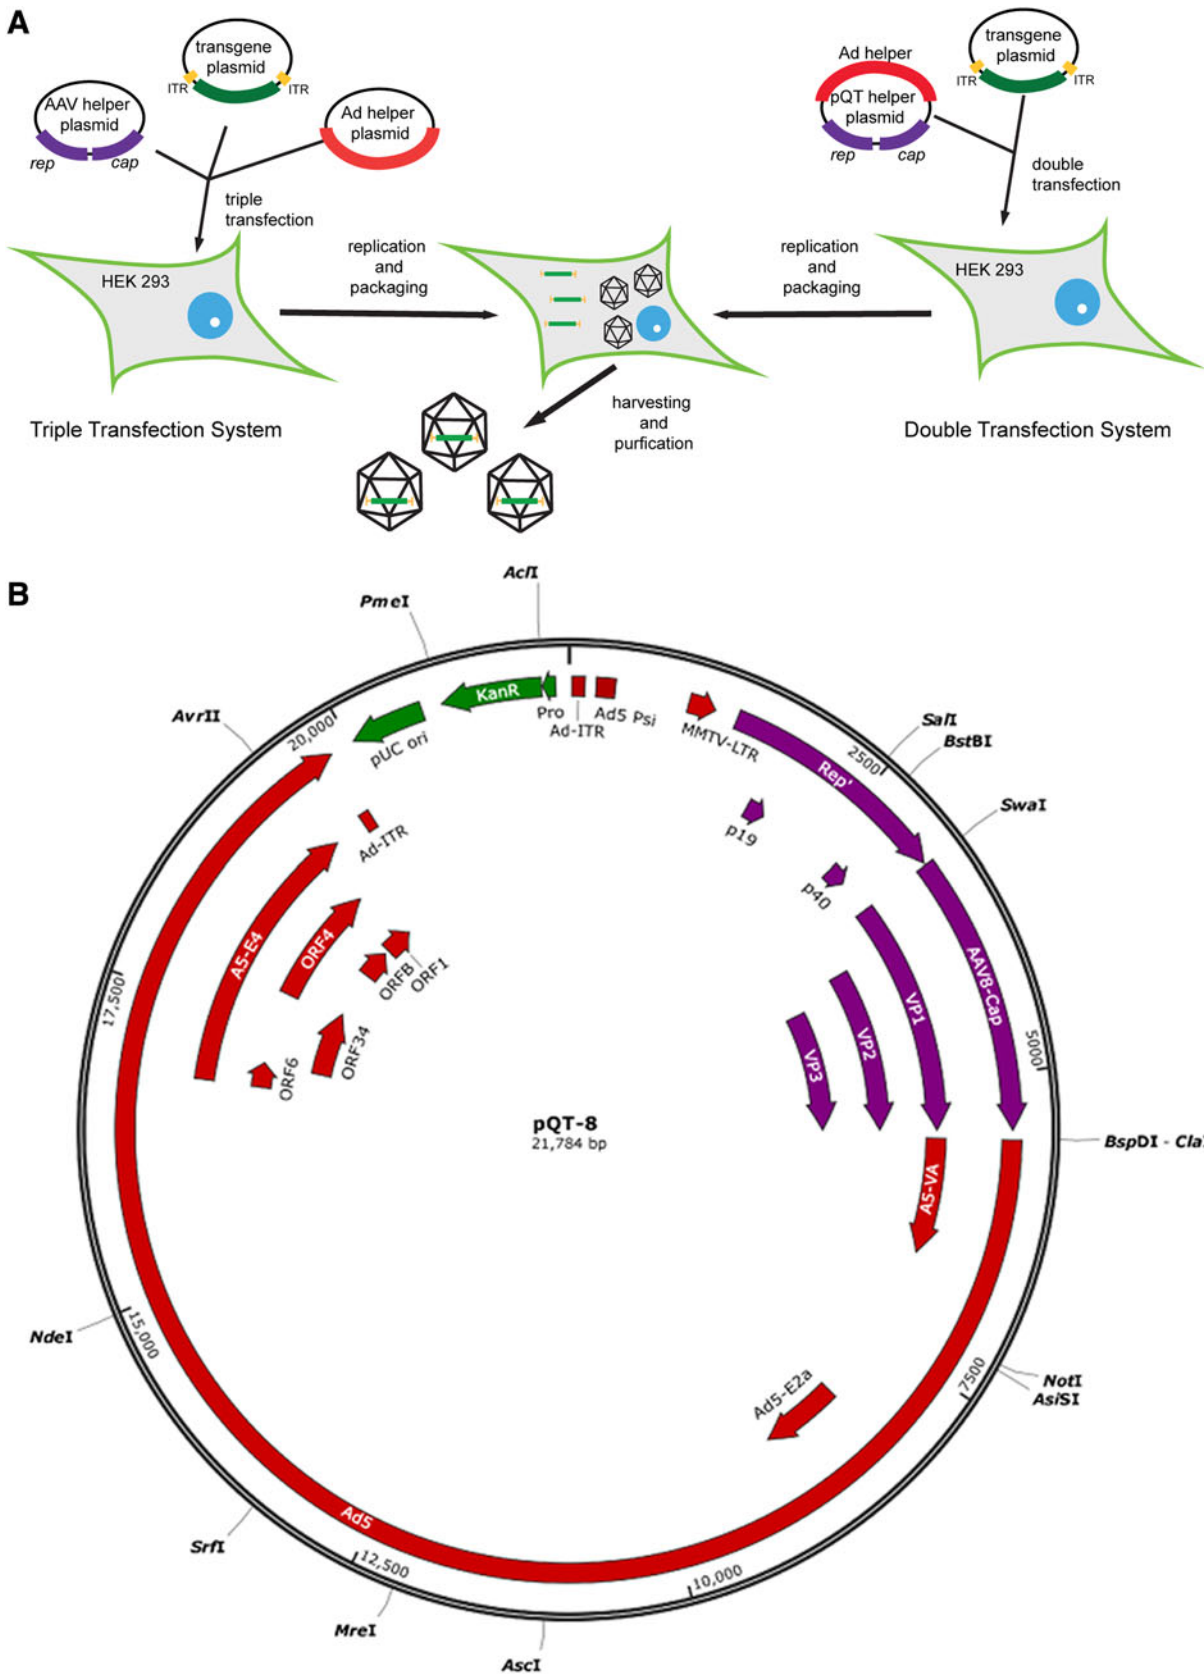 A
transgene
plasmid
ITR
ITR
AAV helper
plasmid
rep
cap
Ad helper
plasmid
triple
transfection
HEK 293
replication
and
packaging
Triple Transfection System
harvesting
and
purfication
Ad helper
pQT helper
plasmid
rep
cap
transgene
plasmid
ITR
ITR
double
transfection
replication
and
packaging
HEK 293
Double Transfection System
B
AclI
PmeI
AvrII
20,000
KanR
pUC ori
Pro
Ad-ITR
Ad5 Psi
MMTV-LTR
Rep'
2500
SalI
BstBI
SwaI
p19
p40
AAV8-Cap
VP1
VP2
VP3
5000
BspDI - Cla
Ad-ITR
A5-E4
ORF4
ORFB
ORF1
ORF34
ORF6
17,500
pQT-8
21,784 bp
A5-VA
NdeI
15,000
7500
NotI
AsiSI
Ad5-E2a
Ad5
SrfI
12,500
10,000
MreI
AscI